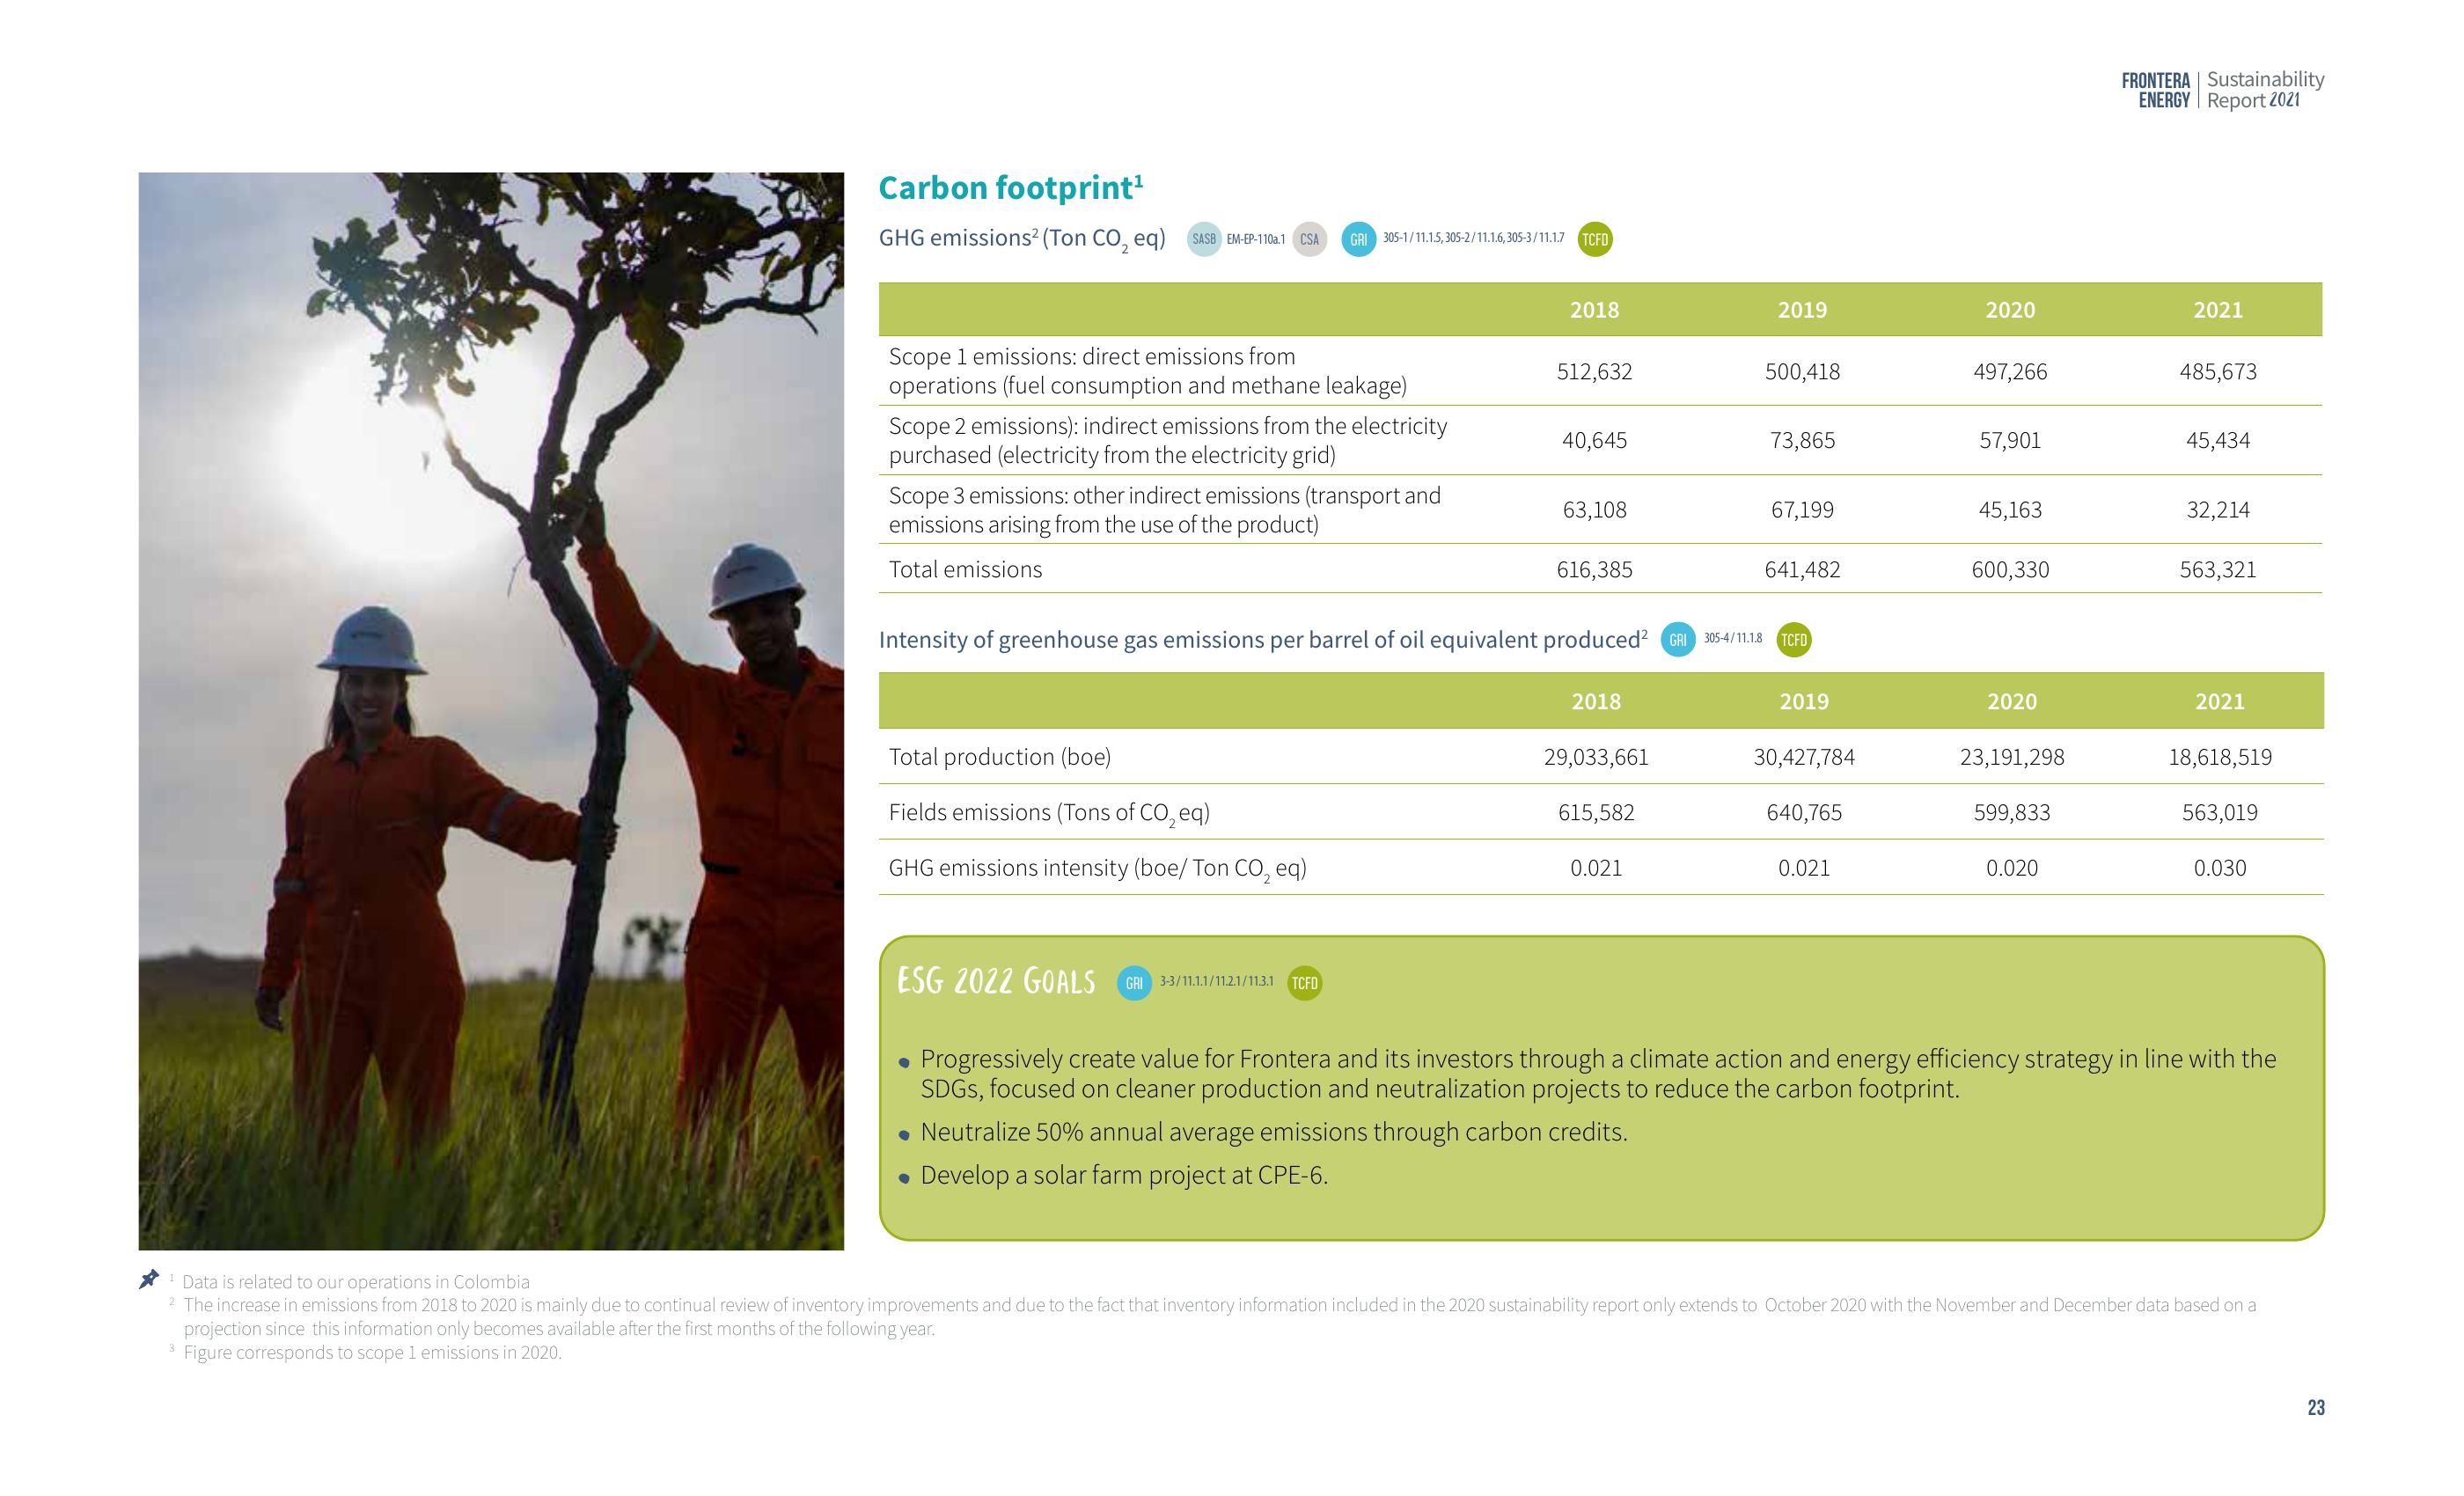 FRONTERA ENERGY | Sustainability Report 2021
Carbon footprint¹
GHG emissions² (Ton CO₂ eq) SASB EM-EP-110a.1 CSA GRI 305-1 / 11.1.5, 305-2 / 11.1.6, 305-3 / 11.1.7 TCFD
2018 2019 2020 2021
Scope 1 emissions: direct emissions from
operations (fuel consumption and methane leakage) 512,632 500,418 497,266 485,673
Scope 2 emissions): indirect emissions from the electricity
purchased (electricity from the electricity grid) 40,645 73,865 57,901 45,434
Scope 3 emissions: other indirect emissions (transport and
emissions arising from the use of the product) 63,108 67,199 45,163 32,214
Total emissions 616,385 641,482 600,330 563,321
Intensity of greenhouse gas emissions per barrel of oil equivalent produced² GRI 305-4 / 11.1.8 TCFD
2018 2019 2020 2021
Total production (boe) 29,033,661 30,427,784 23,191,298 18,618,519
Fields emissions (Tons of CO₂ eq) 615,582 640,765 599,833 563,019
GHG emissions intensity (boe/ Ton CO₂ eq) 0.021 0.021 0.020 0.030
ESG 2022 GOALS GRI 3-3 / 11.1.1 / 11.2.1 / 11.3.1 TCFD
• Progressively create value for Frontera and its investors through a climate action and energy efficiency strategy in line with the
SDGs, focused on cleaner production and neutralization projects to reduce the carbon footprint.
• Neutralize 50% annual average emissions through carbon credits.
• Develop a solar farm project at CPE-6.
¹ Data is related to our operations in Colombia
² The increase in emissions from 2018 to 2020 is mainly due to continual review of inventory improvements and due to the fact that inventory information included in the 2020 sustainability report only extends to October 2020 with the November and December data based on a
projection since this information only becomes available after the first months of the following year.
³ Figure corresponds to scope 1 emissions in 2020.
23